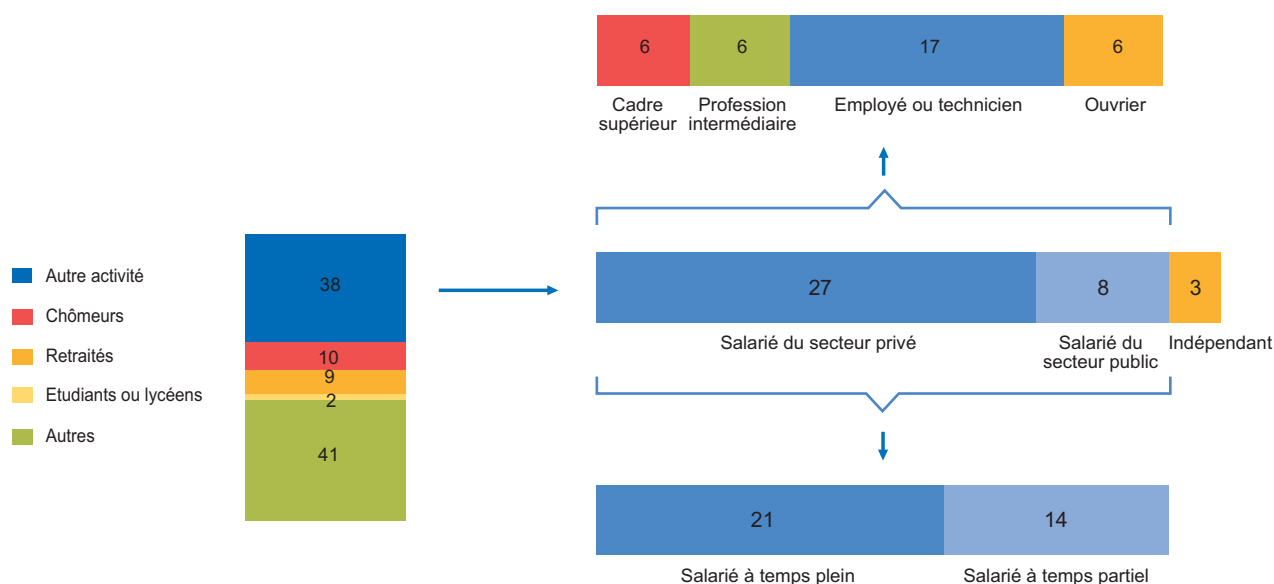 6
6
17
6
Cadre
supérieur
Profession
intermédiaire
Employé ou technicien
Ouvrier
Autre activité
Chômeurs
Retraités
Etudiants ou lycéens
Autres
38
10
9
2
41
27
8
3
Salarié du secteur privé
Salarié du
secteur public
Indépendant
21
14
Salarié à temps plein
Salarié à temps partiel